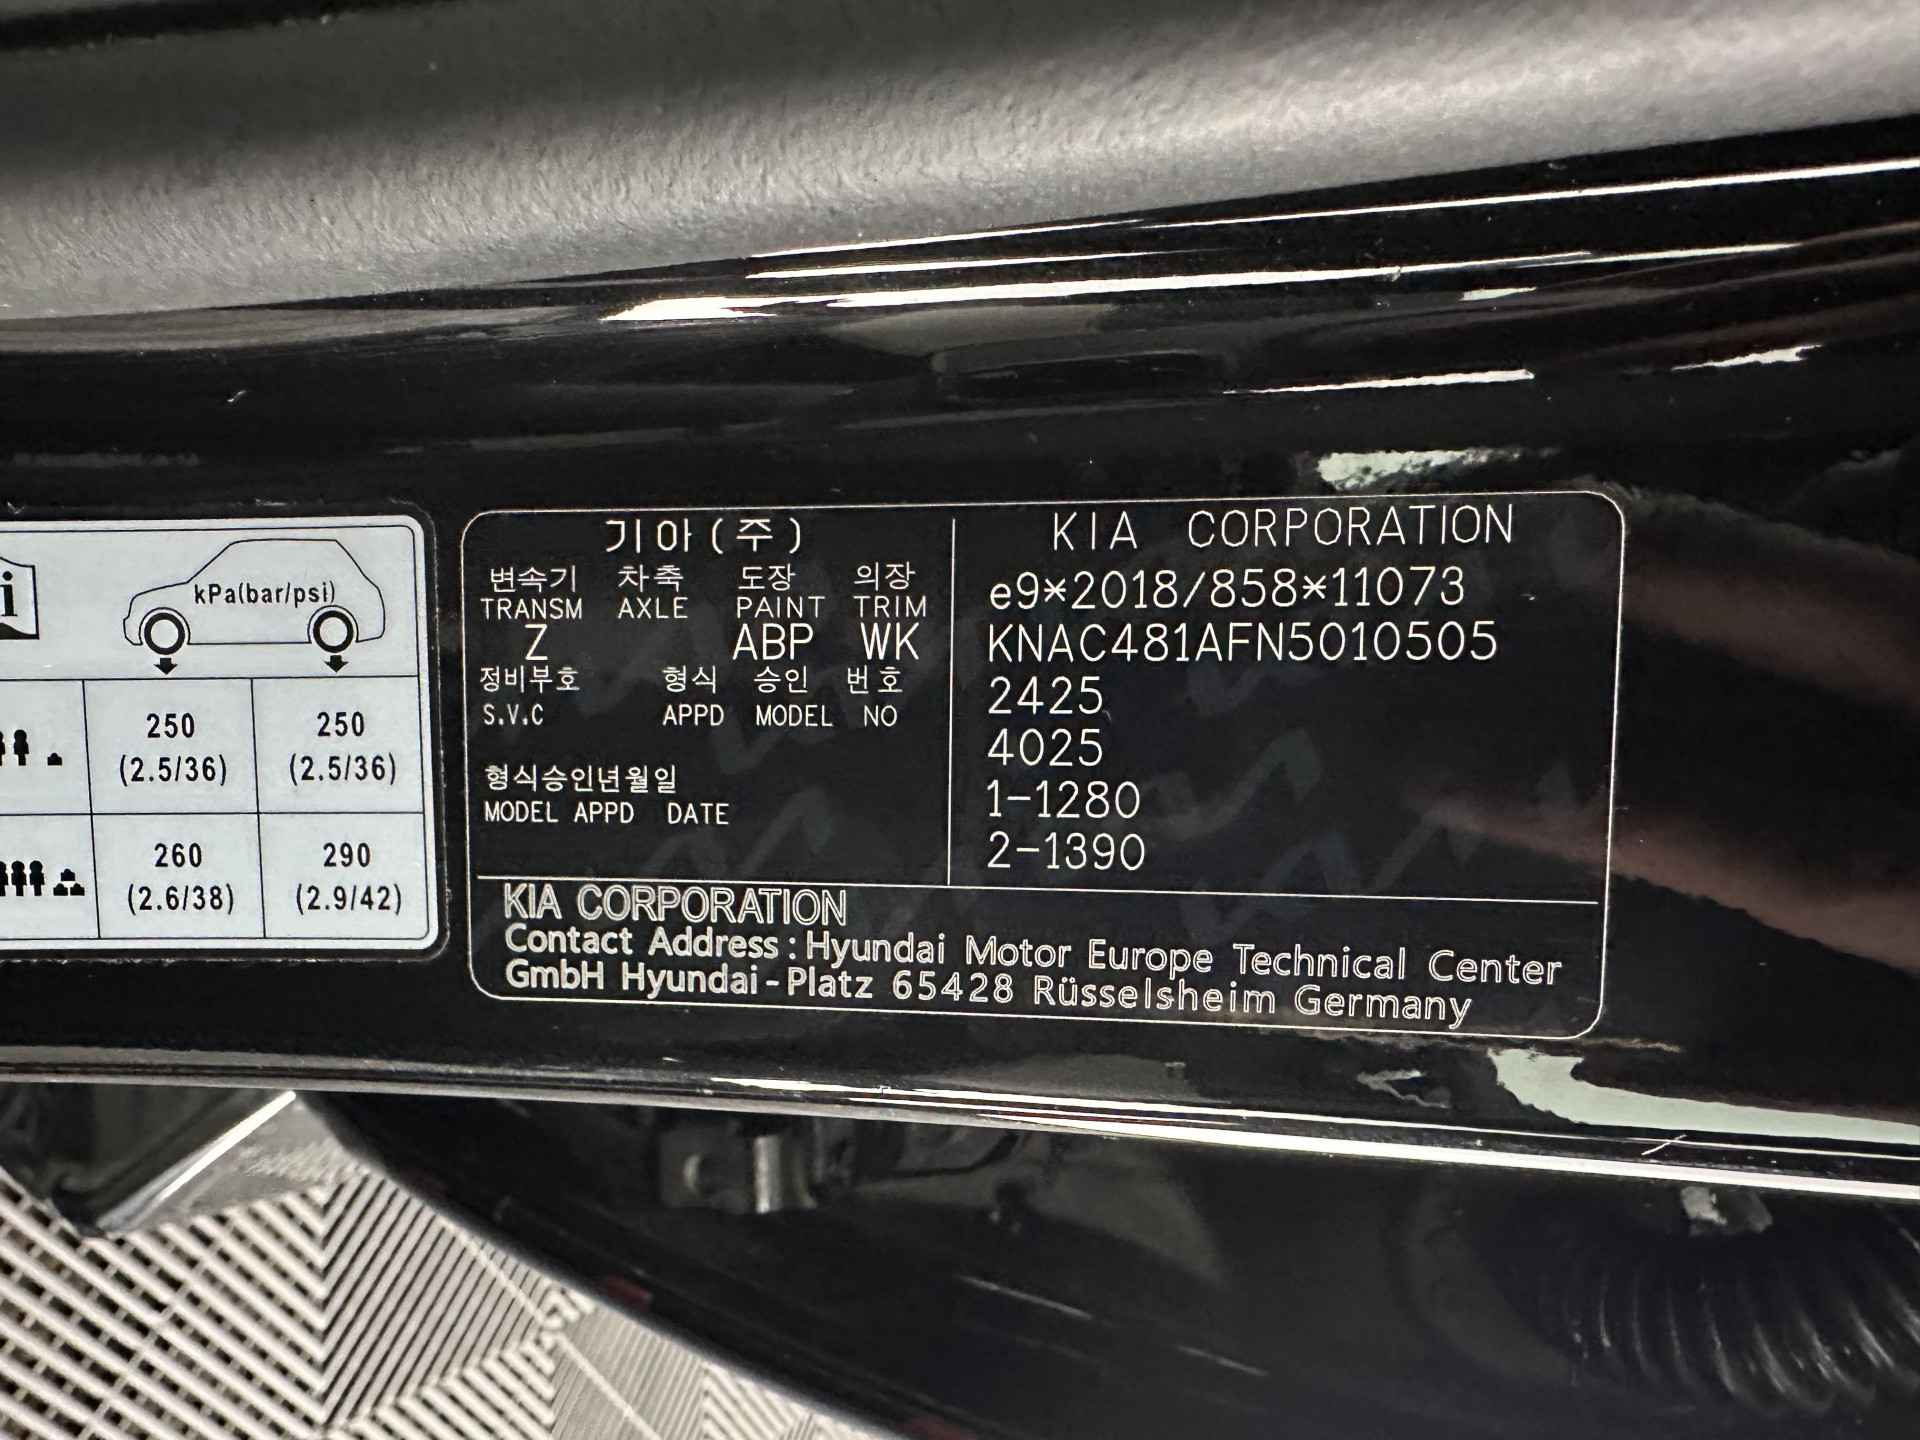 i
kPa(bar/psi)
250 250
(2.5/36) (2.5/36)
260 290
(2.6/38) (2.9/42)
기아(주)
변속기 차축 도장 의장
TRANSM AXLE PAINT TRIM
Z ABP WK
정비부호 형식 승인 번호
S.V.C APPD MODEL NO
형식승인년월일
MODEL APPD DATE
KIA CORPORATION
e9*2018/858*11073
KNAC481AFN5010505
2425
4025
1-1280
2-1390
KIA CORPORATION
Contact Address : Hyundai Motor Europe Technical Center
GmbH Hyundai-Platz 65428 Rüsselsheim Germany